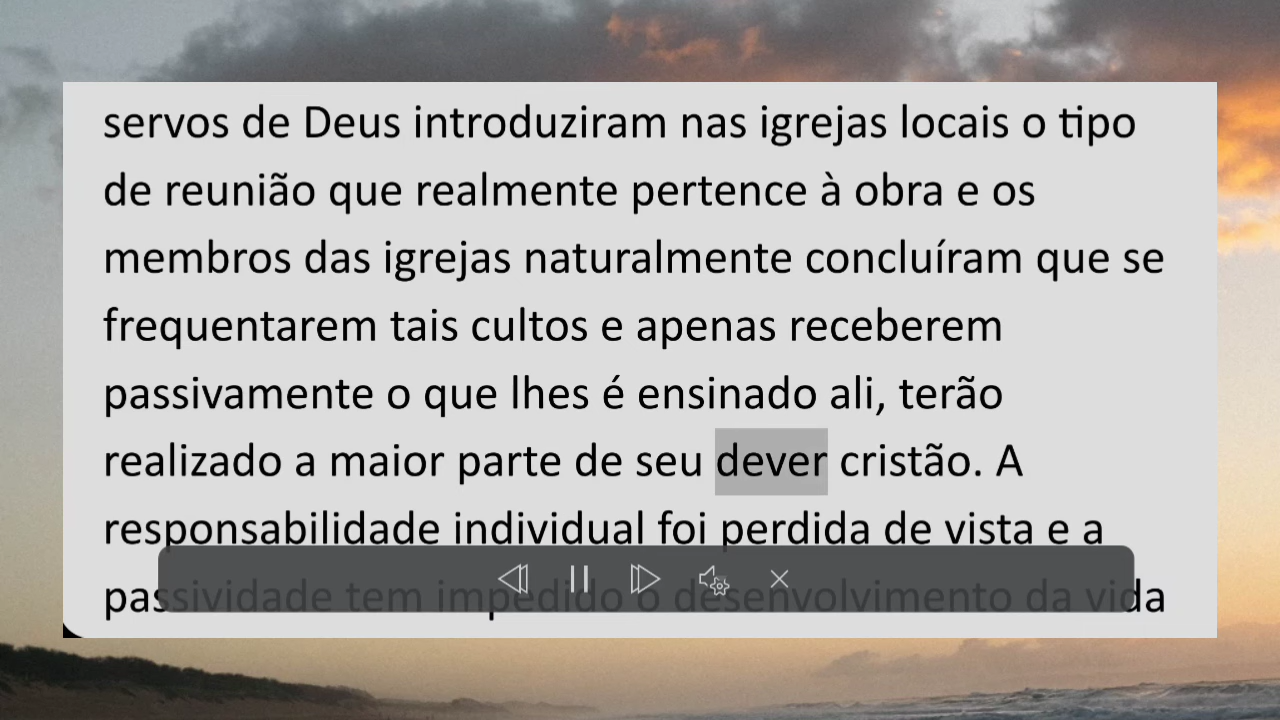 servos de Deus introduziram nas igrejas locais o tipo
de reunião que realmente pertence à obra e os
membros das igrejas naturalmente concluíram que se
frequentarem tais cultos e apenas receberem
passivamente o que lhes é ensinado ali, terão
realizado a maior parte de seu dever cristão. A
responsabilidade individual foi perdida de vista e a
passividade tem impedido o desenvolvimento da vida